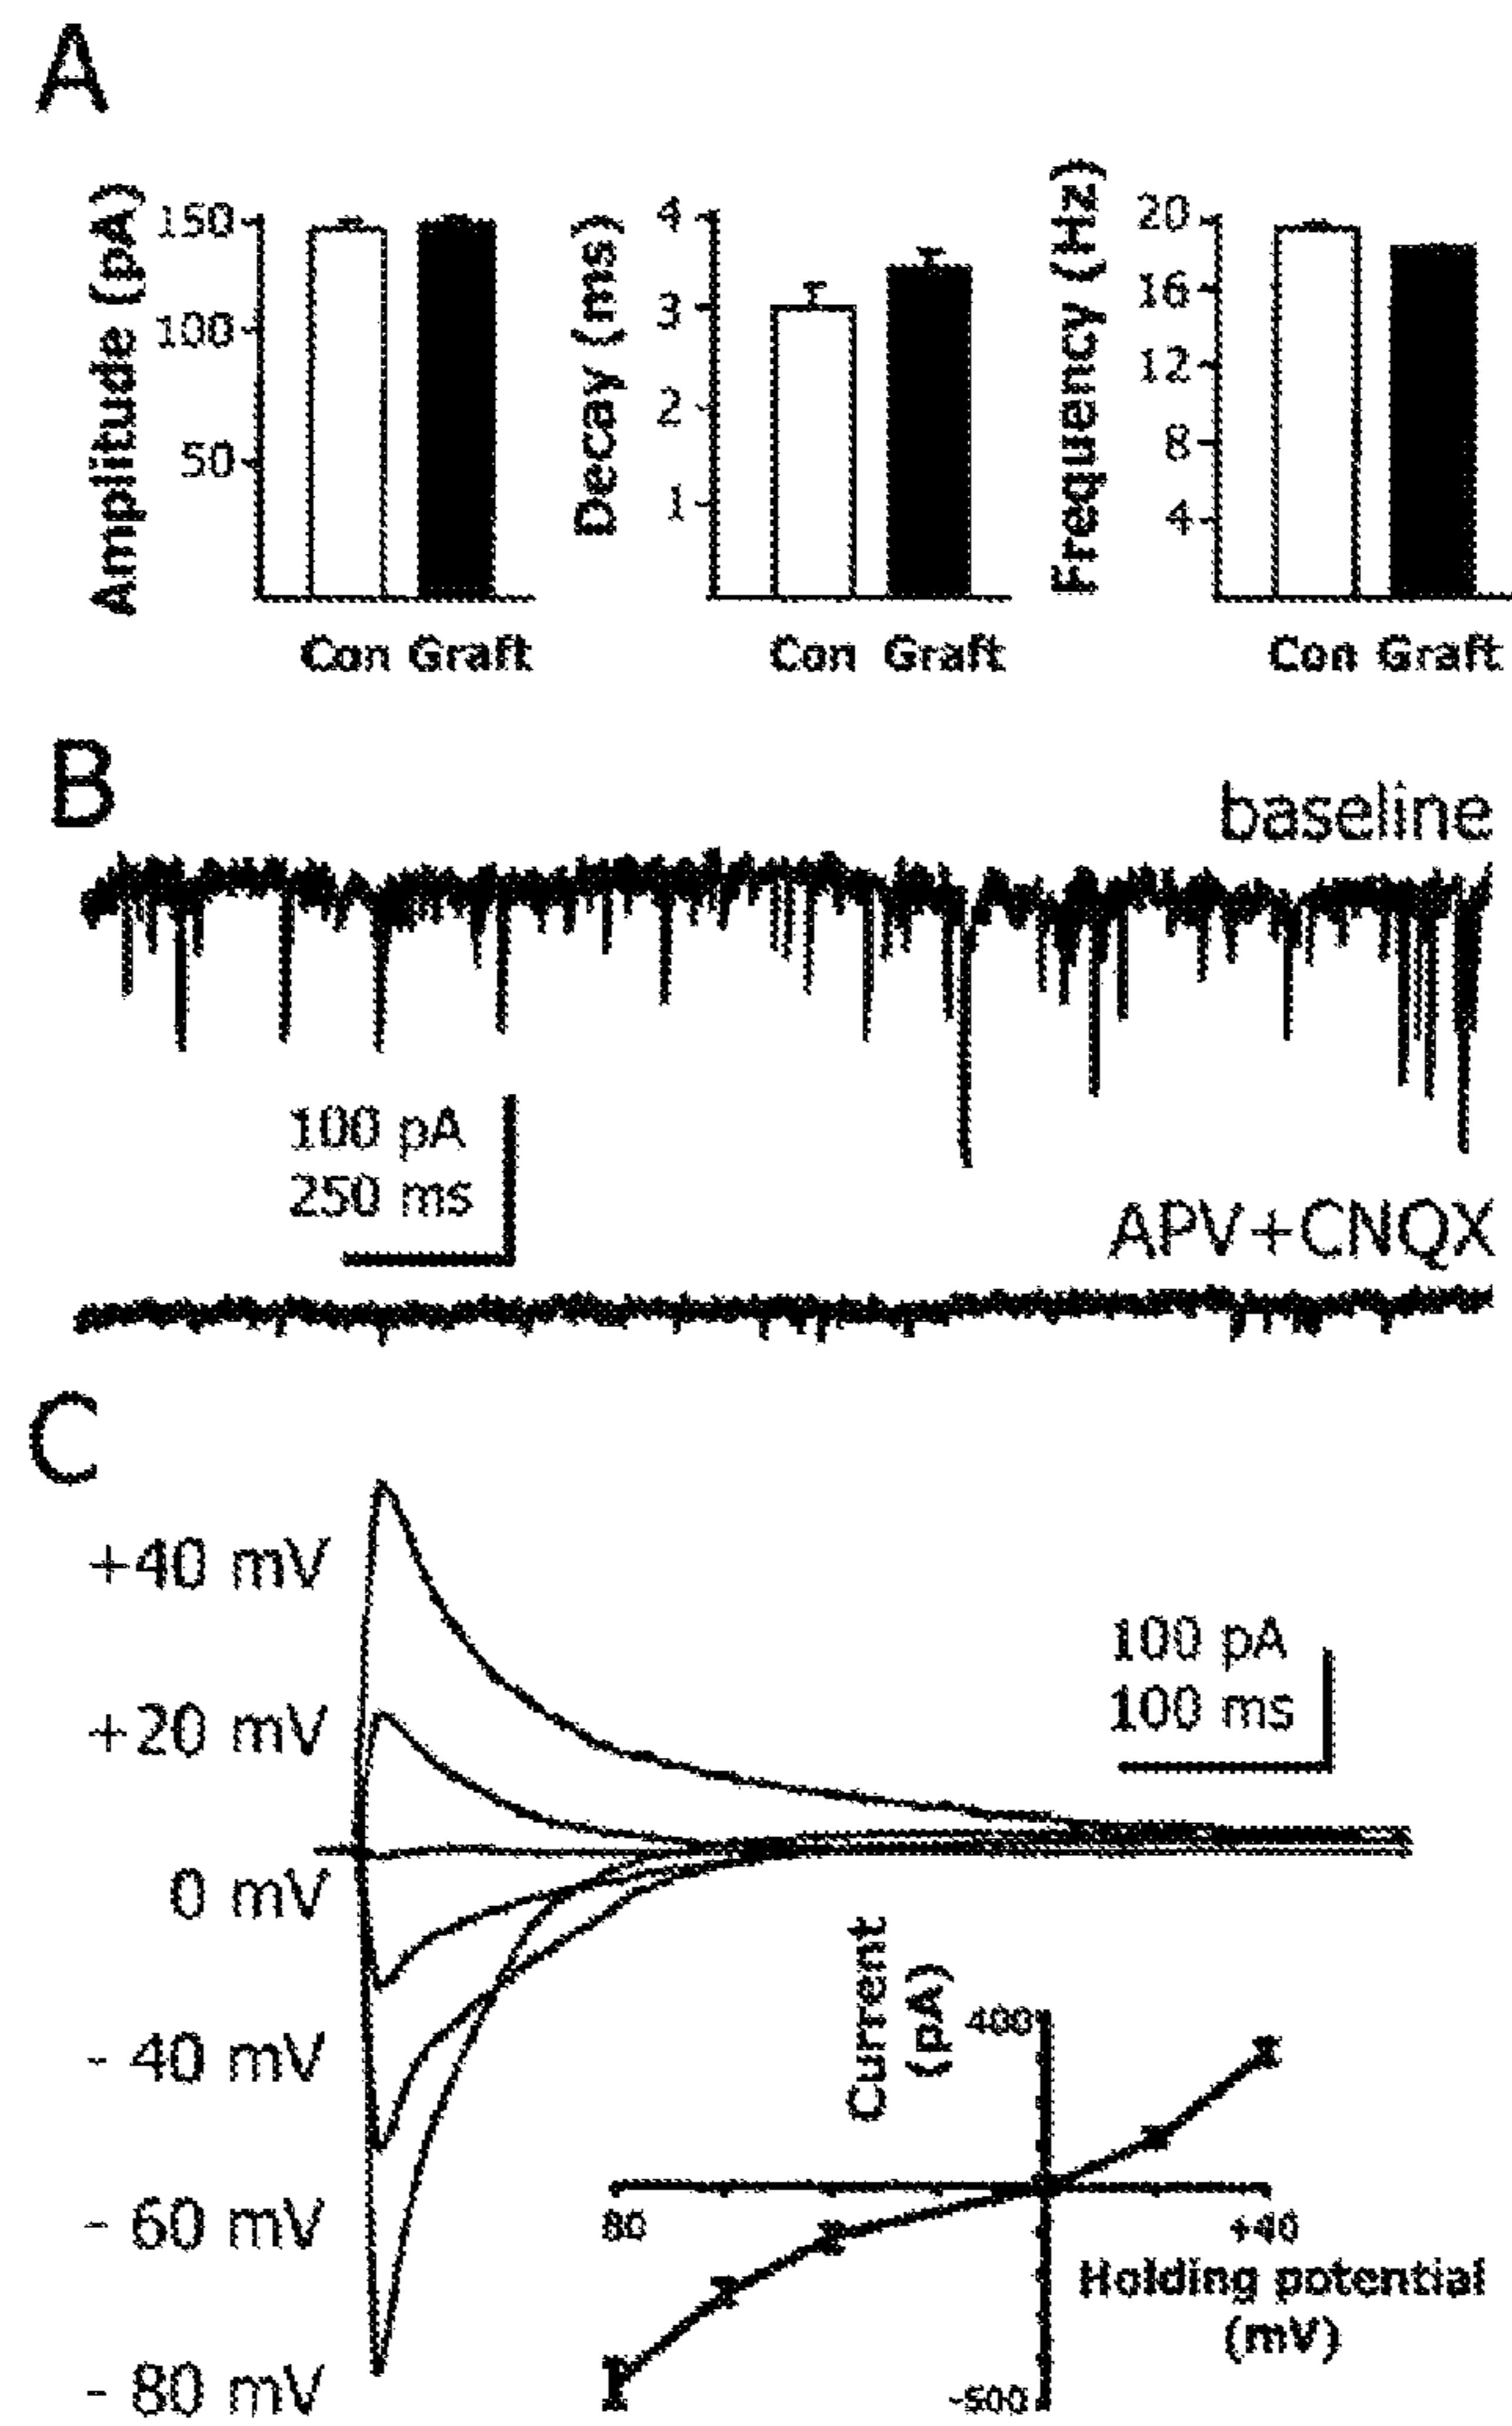 A
Amplitude (pA)
150
100
50
Con Graft
Decay (ms)
4
3
2
1
Con Graft
Frequency (Hz)
20
16
12
8
4
Con Graft
B
baseline
100 pA
250 ms
APV+CNQX
C
+40 mV
+20 mV
0 mV
- 40 mV
- 60 mV
- 80 mV
100 pA
100 ms
Current
(pA)
400
80
+40
Holding potential
(mV)
-500